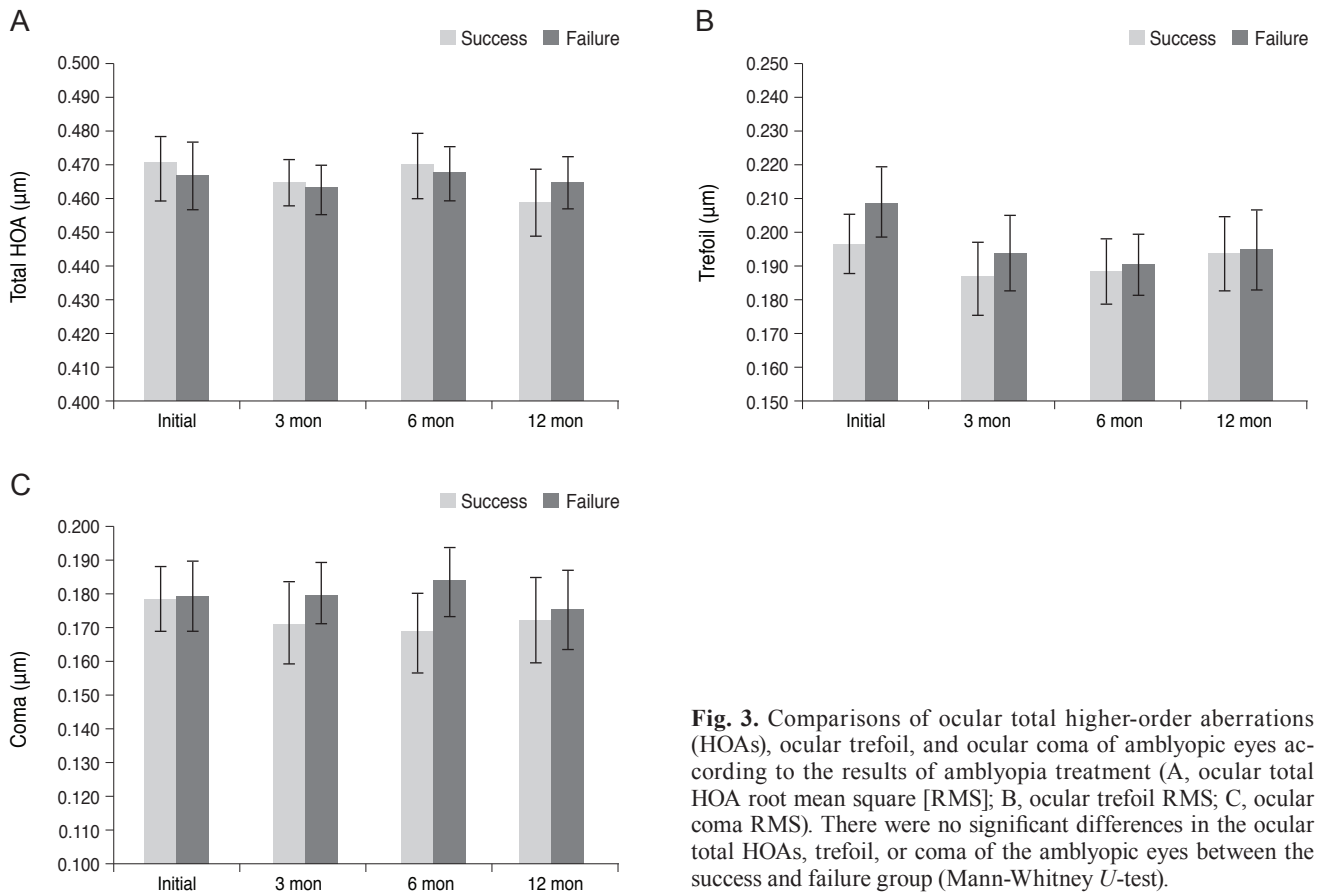 A
Success Failure
0.500
0.490
0.480
0.470
0.460
0.450
0.440
0.430
0.420
0.410
0.400
Total HOA (μm)
Initial 3 mon 6 mon 12 mon
B
Success Failure
0.250
0.240
0.230
0.220
0.210
0.200
0.190
0.180
0.170
0.160
0.150
Trefoil (μm)
Initial 3 mon 6 mon 12 mon
C
Success Failure
0.200
0.190
0.180
0.170
0.160
0.150
0.140
0.130
0.120
0.110
0.100
Coma (μm)
Initial 3 mon 6 mon 12 mon
Fig. 3. Comparisons of ocular total higher-order aberrations
(HOAs), ocular trefoil, and ocular coma of amblyopic eyes ac-
cording to the results of amblyopia treatment (A, ocular total
HOA root mean square [RMS]; B, ocular trefoil RMS; C, ocular
coma RMS). There were no significant differences in the ocular
total HOAs, trefoil, or coma of the amblyopic eyes between the
success and failure group (Mann-Whitney U-test).